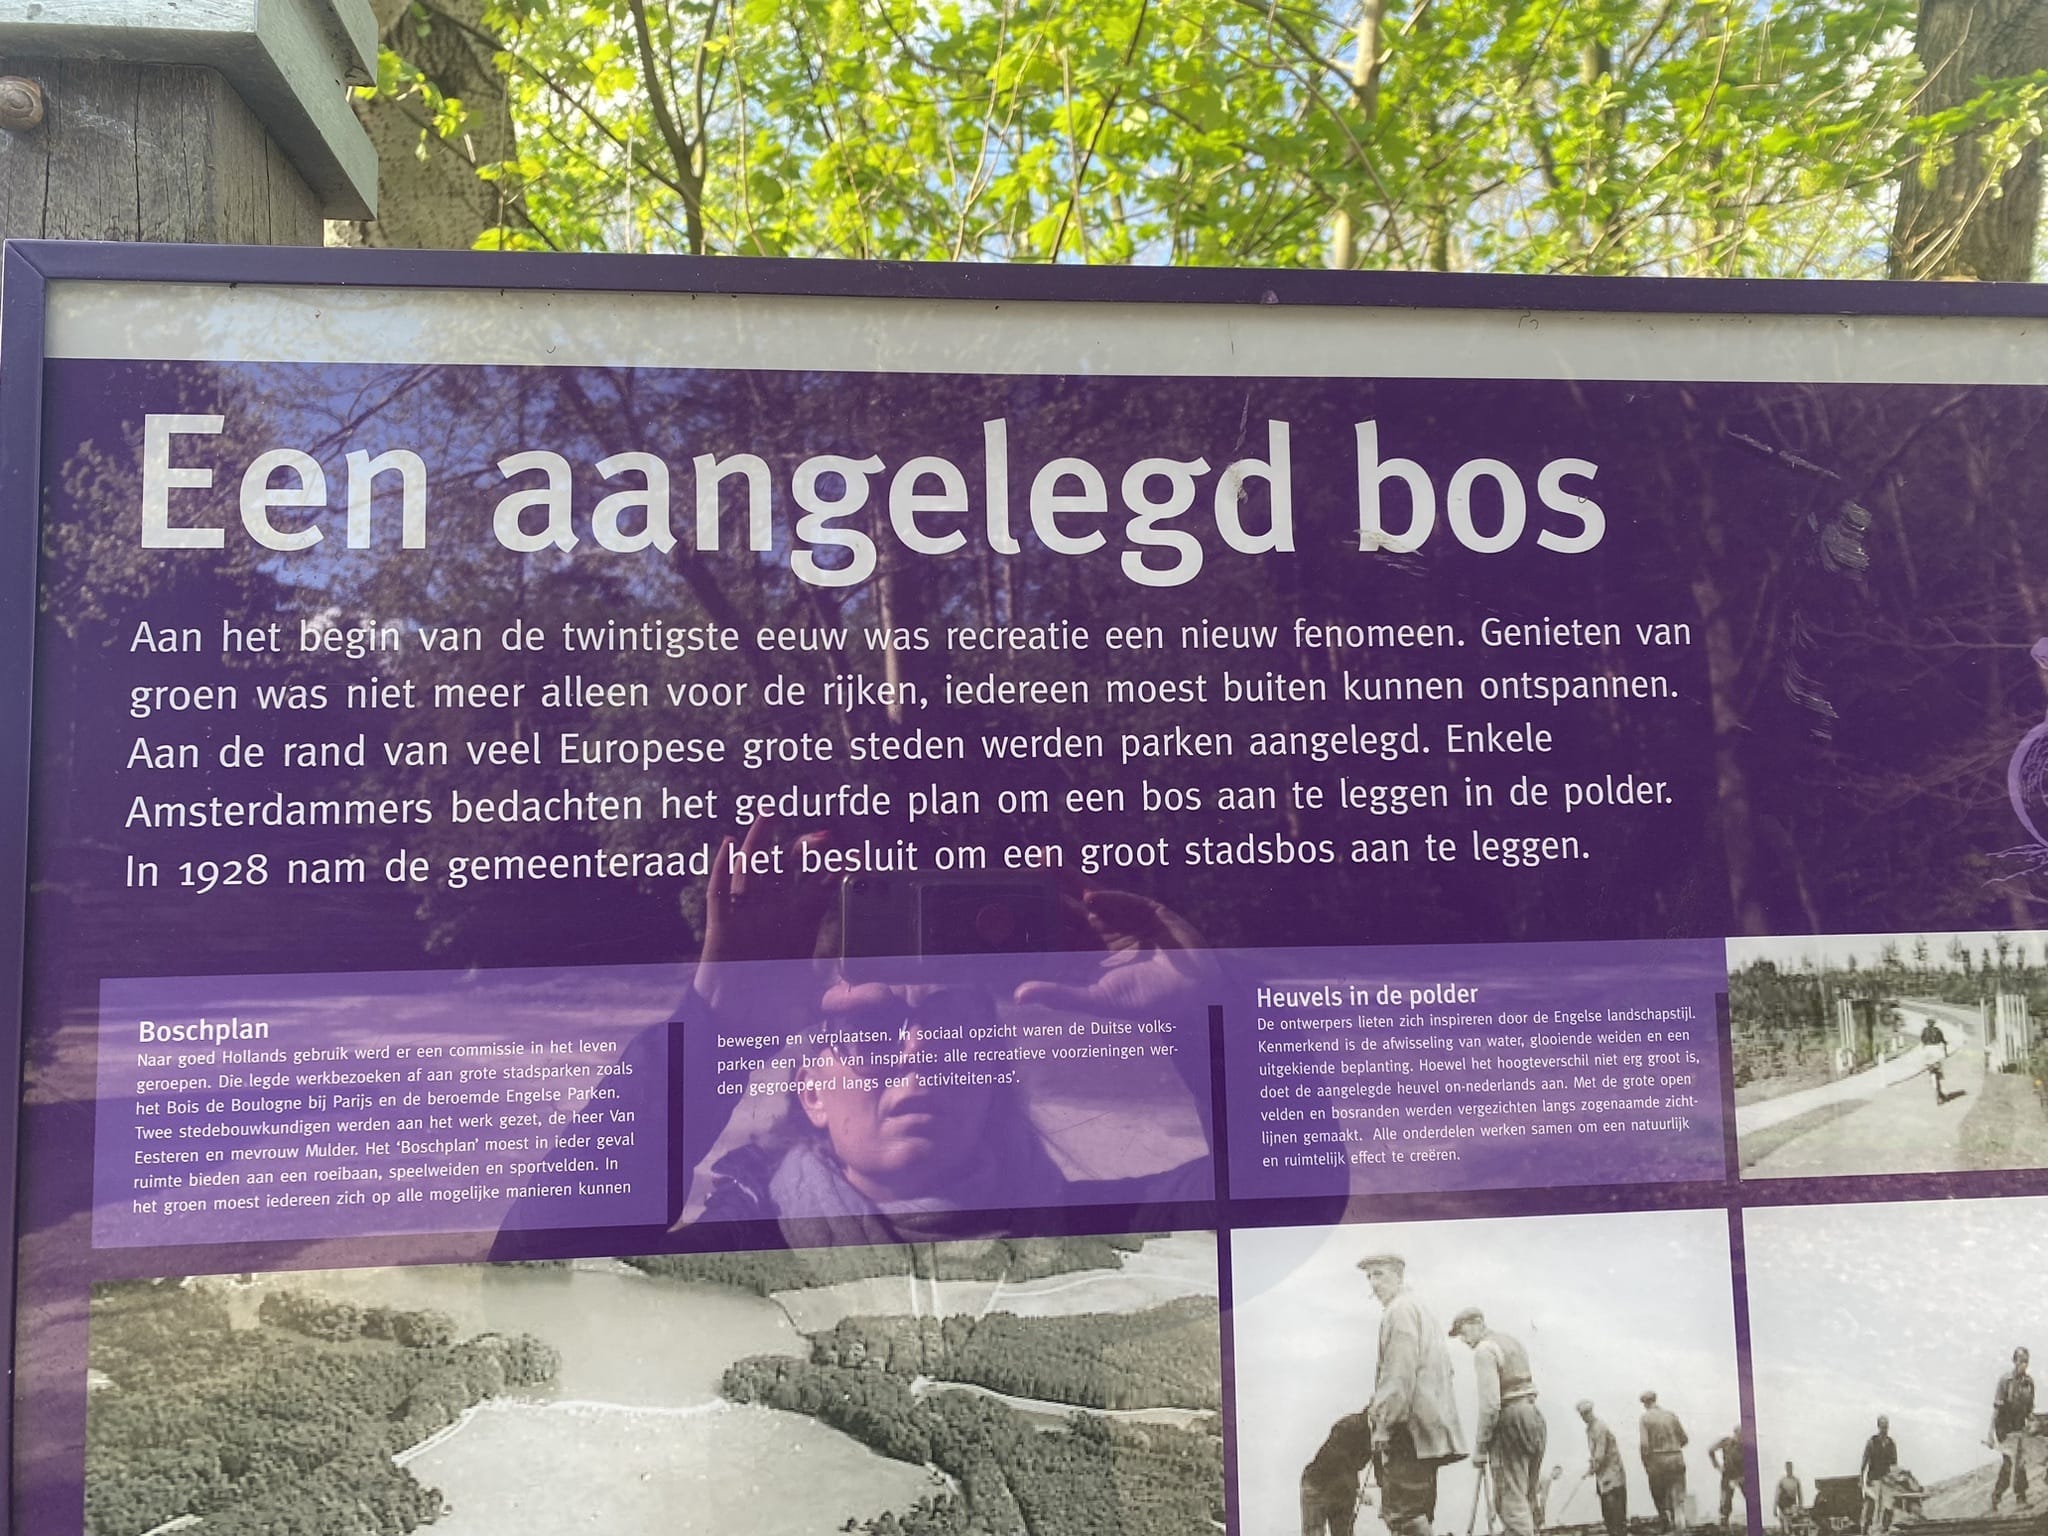 Een aangelegd bos
Aan het begin van de twintigste eeuw was recreatie een nieuw fenomeen. Genieten van
groen was niet meer alleen voor de rijken, iedereen moest buiten kunnen ontspannen.
Aan de rand van veel Europese grote steden werden parken aangelegd. Enkele
Amsterdammers bedachten het gedurfde plan om een bos aan te leggen in de polder.
In 1928 nam de gemeenteraad het besluit om een groot stadsbos aan te leggen.
Boschplan
Naar goed Hollands gebruik werd er een commissie in het leven
geroepen. Die legde werkbezoeken af aan grote stadsparken zoals
het Bois de Boulogne bij Parijs en de beroemde Engelse Parken.
Twee stedebouwkundigen werden aan het werk gezet, de heer Van
Eesteren en mevrouw Mulder. Het ‘Boschplan’ moest in ieder geval
ruimte bieden aan een roeibaan, speelweiden en sportvelden. In
het groen moest iedereen zich op alle mogelijke manieren kunnen
bewegen en verplaatsen. In sociaal opzicht waren de Duitse volks-
parken een bron van inspiratie: alle recreatieve voorzieningen wer-
den gegroepeerd langs een ‘activiteiten-as’.
Heuvels in de polder
De ontwerpers lieten zich inspireren door de Engelse landschapstijl.
Kenmerkend is de afwisseling van water, glooiende weiden en een
uitgekiende beplanting. Hoewel het hoogteverschil niet erg groot is,
doet de aangelegde heuvel on-nederlands aan. Met de grote open
velden en bosranden werden vergezichten langs zogenaamde zicht-
lijnen gemaakt. Alle onderdelen werken samen om een natuurlijk
en ruimtelijk effect te creëren.